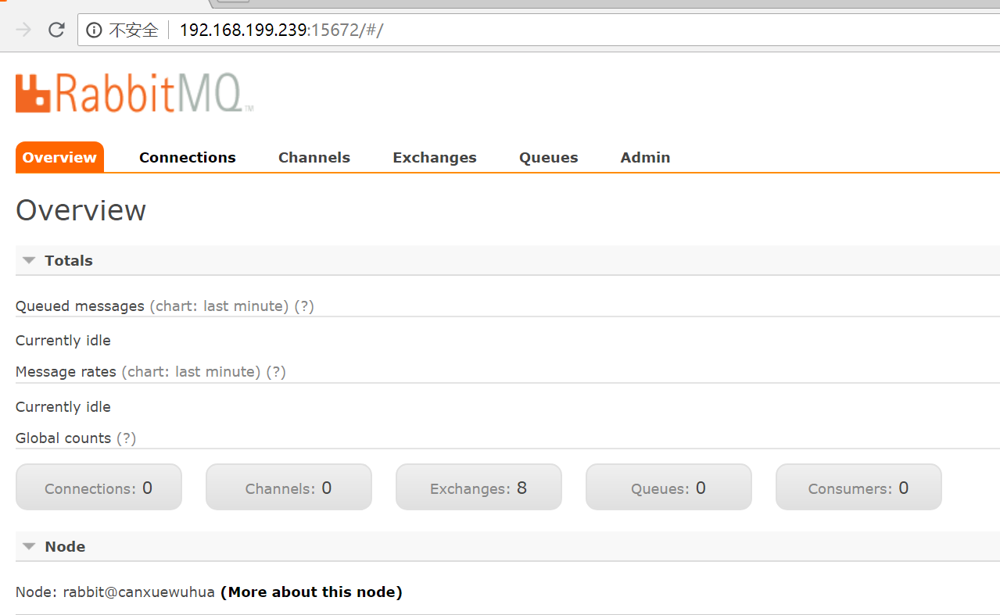 不安全 192.168.199.239:15672/#/
RabbitMQ™
Overview Connections Channels Exchanges Queues Admin
Overview
Totals
Queued messages (chart: last minute) (?)
Currently idle
Message rates (chart: last minute) (?)
Currently idle
Global counts (?)
Connections: 0 Channels: 0 Exchanges: 8 Queues: 0 Consumers: 0
Node
Node: rabbit@canxuewuhua (More about this node)